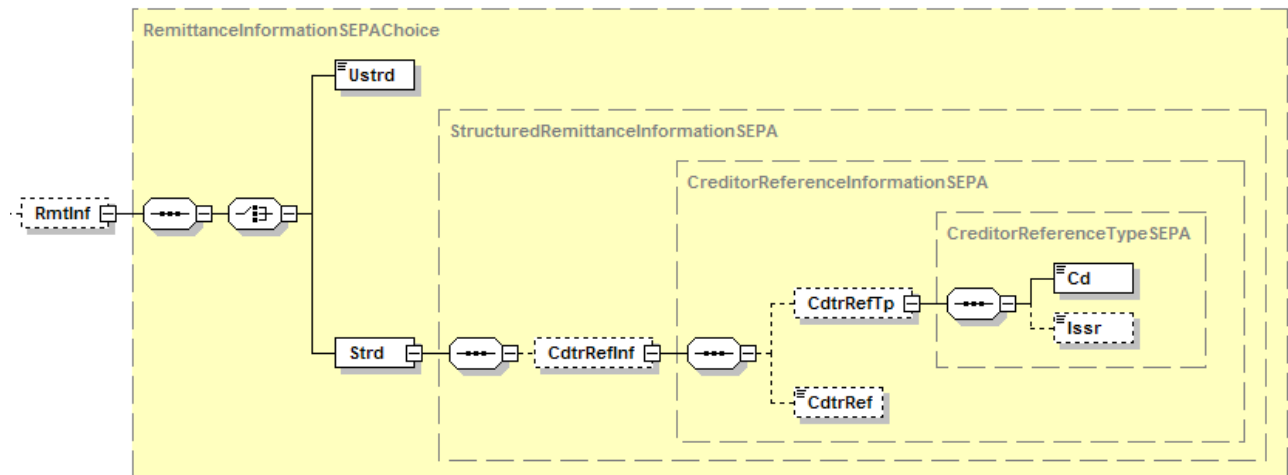 RemittanceInformationSEPAChoice
Ustrd
StructuredRemittanceInformationSEPA
CreditorReferenceInformationSEPA
RmtInf
CreditorReferenceTypeSEPA
Cd
CdtrRefTp
Issr
Strd
CdtrRefInf
CdtrRef